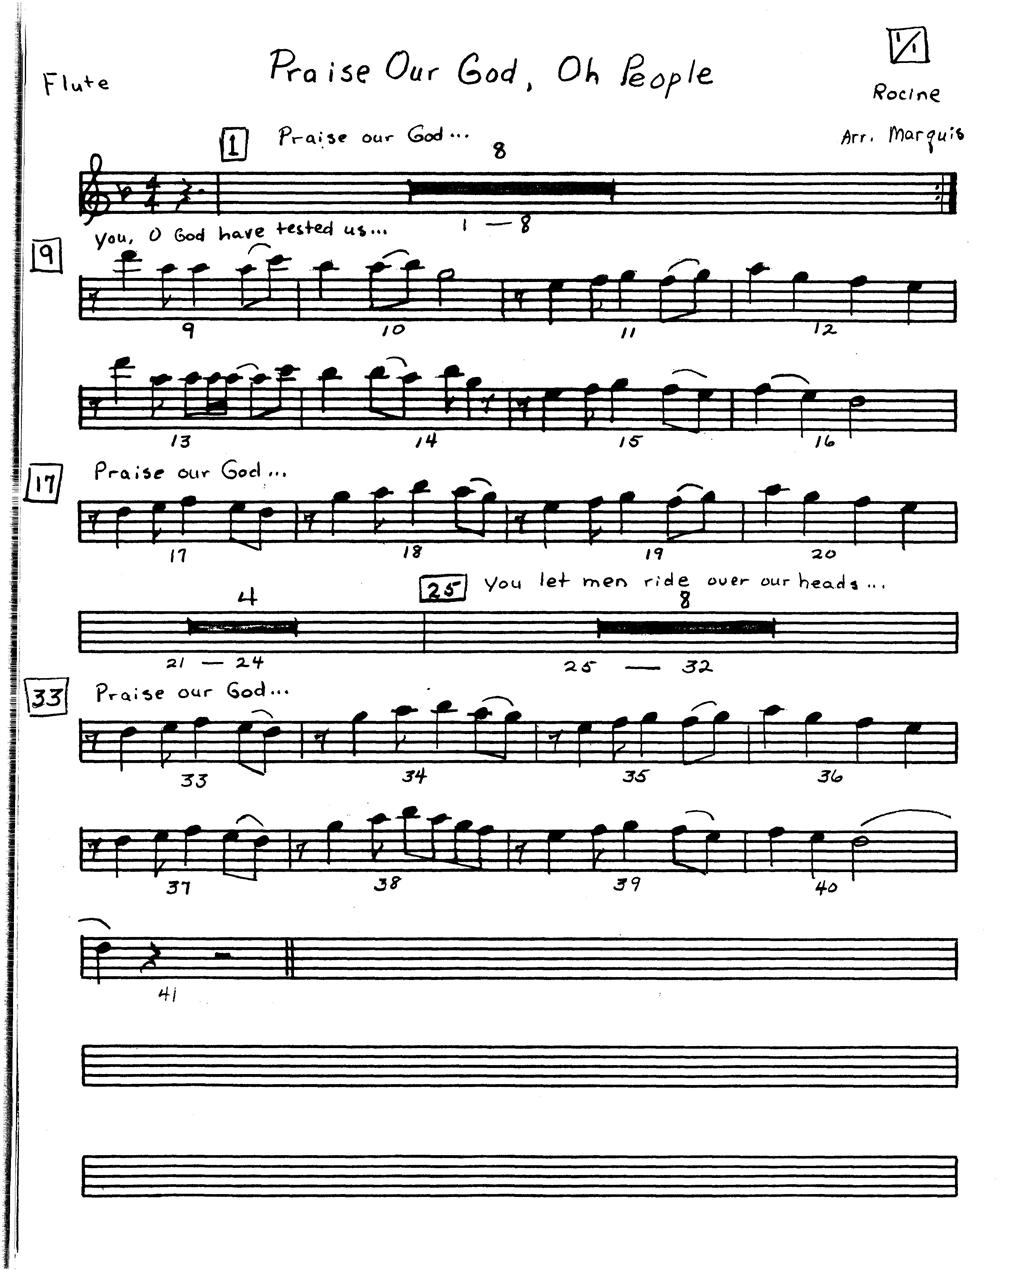 1/1
Praise Our God, Oh People
Flute
Rocine
Arr. Marquis
1 Praise our God...
8
4 4
1 — 8
You, O God have tested us...
9
9 10 11 12
13 14 15 16
17 Praise our God...
17 18 19 20
4 25 You let men ride over our heads...
8
21 — 24 25 — 32
33 Praise our God...
33 34 35 36
37 38 39 40
41